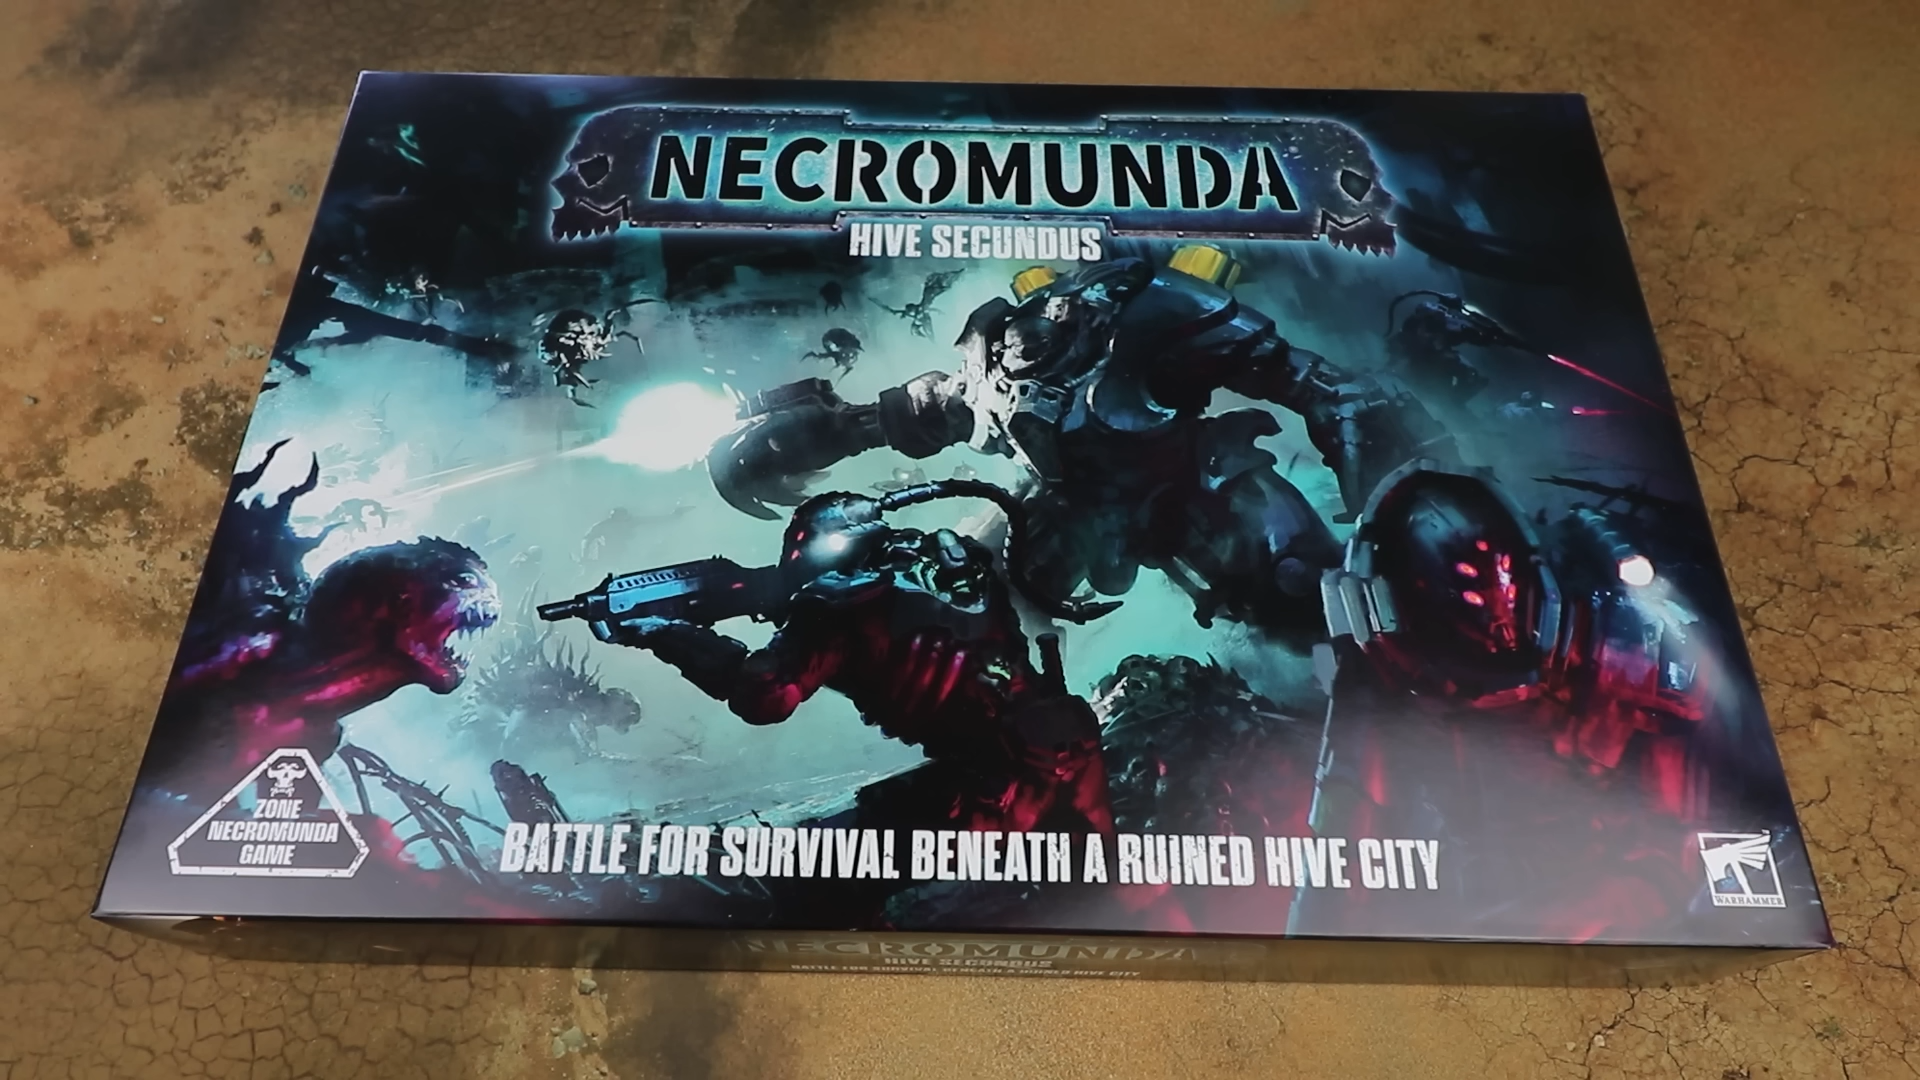 NECROMUNDA
HIVE SECUNDUS
ZONE
NECROMUNDA
GAME
BATTLE FOR SURVIVAL BENEATH A RUINED HIVE CITY
WARHAMMER
NECROMUNDA
HIVE SECUNDUS
BATTLE FOR SURVIVAL BENEATH A RUINED HIVE CITY